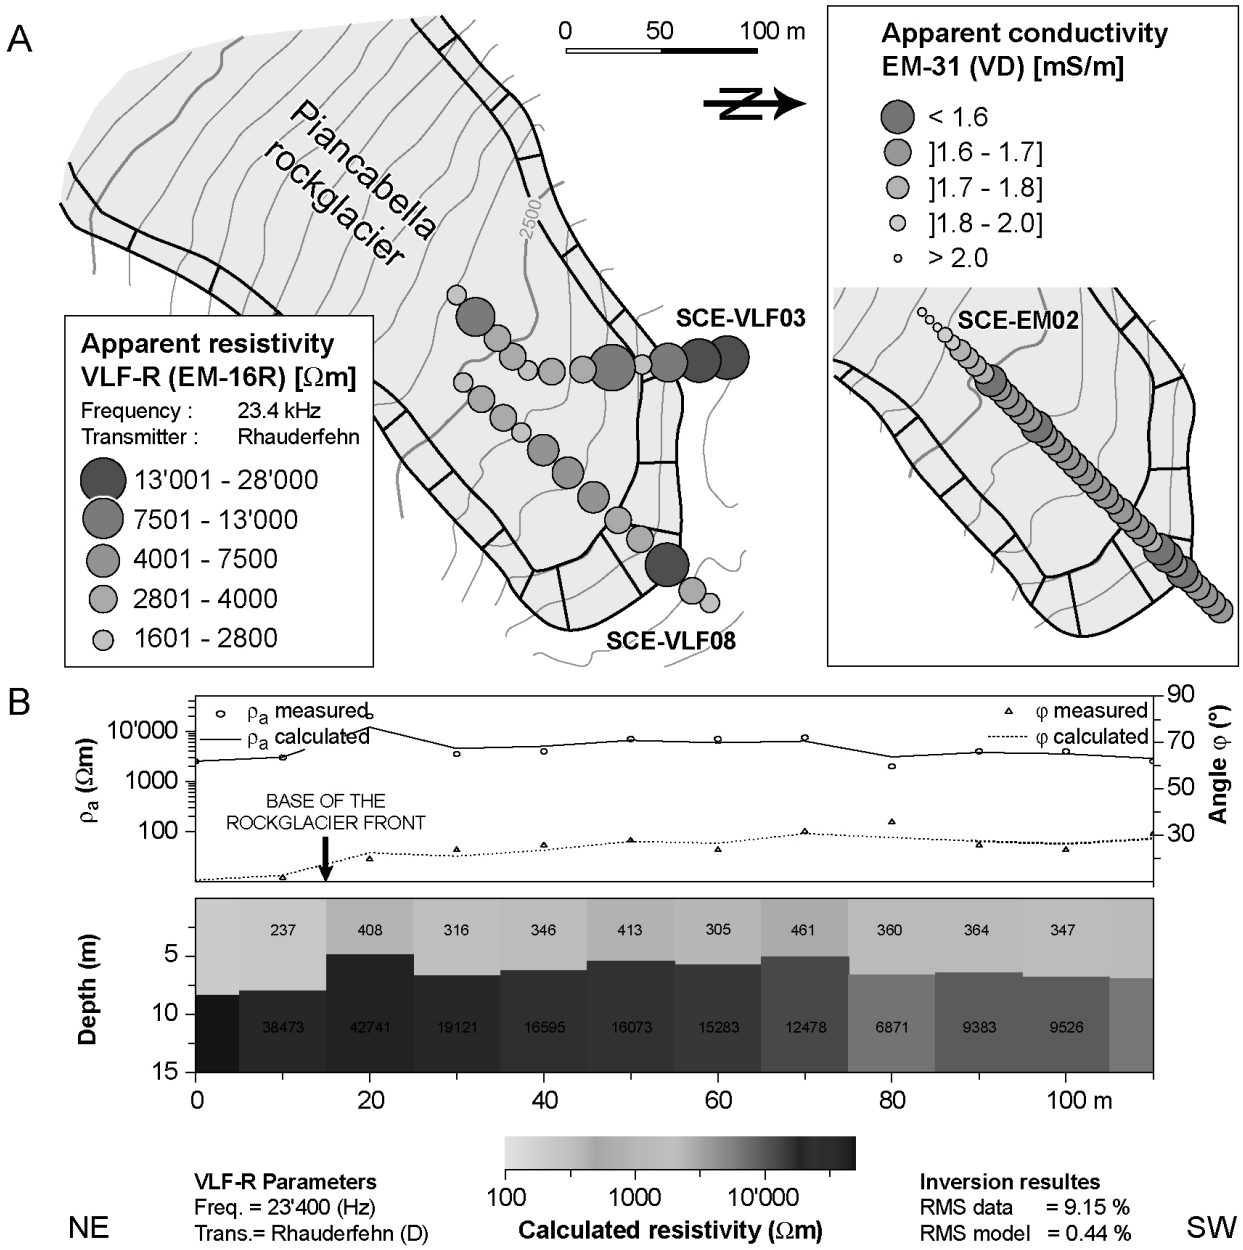 A
0 50 100 m
N
Piancabella
rockglacier
2500
Apparent conductivity
EM-31 (VD) [mS/m]
< 1.6
]1.6 - 1.7]
]1.7 - 1.8]
]1.8 - 2.0]
> 2.0
SCE-EM02
SCE-VLF03
SCE-VLF08
Apparent resistivity
VLF-R (EM-16R) [Ωm]
Frequency : 23.4 kHz
Transmitter : Rhauderfehn
13'001 - 28'000
7501 - 13'000
4001 - 7500
2801 - 4000
1601 - 2800
B
ρa (Ωm)
10'000
1000
100
ρa measured
ρa calculated
φ measured
φ calculated
90
70
50
30
Angle φ (°)
BASE OF THE
ROCKGLACIER FRONT
Depth (m)
5
10
15
237 408 316 346 413 305 461 360 364 347
38473 42741 19121 16595 16073 15283 12478 6871 9383 9526
0 20 40 60 80 100 m
NE
SW
VLF-R Parameters
Freq. = 23'400 (Hz)
Trans.= Rhauderfehn (D)
100 1000 10'000
Calculated resistivity (Ωm)
Inversion resultes
RMS data = 9.15 %
RMS model = 0.44 %